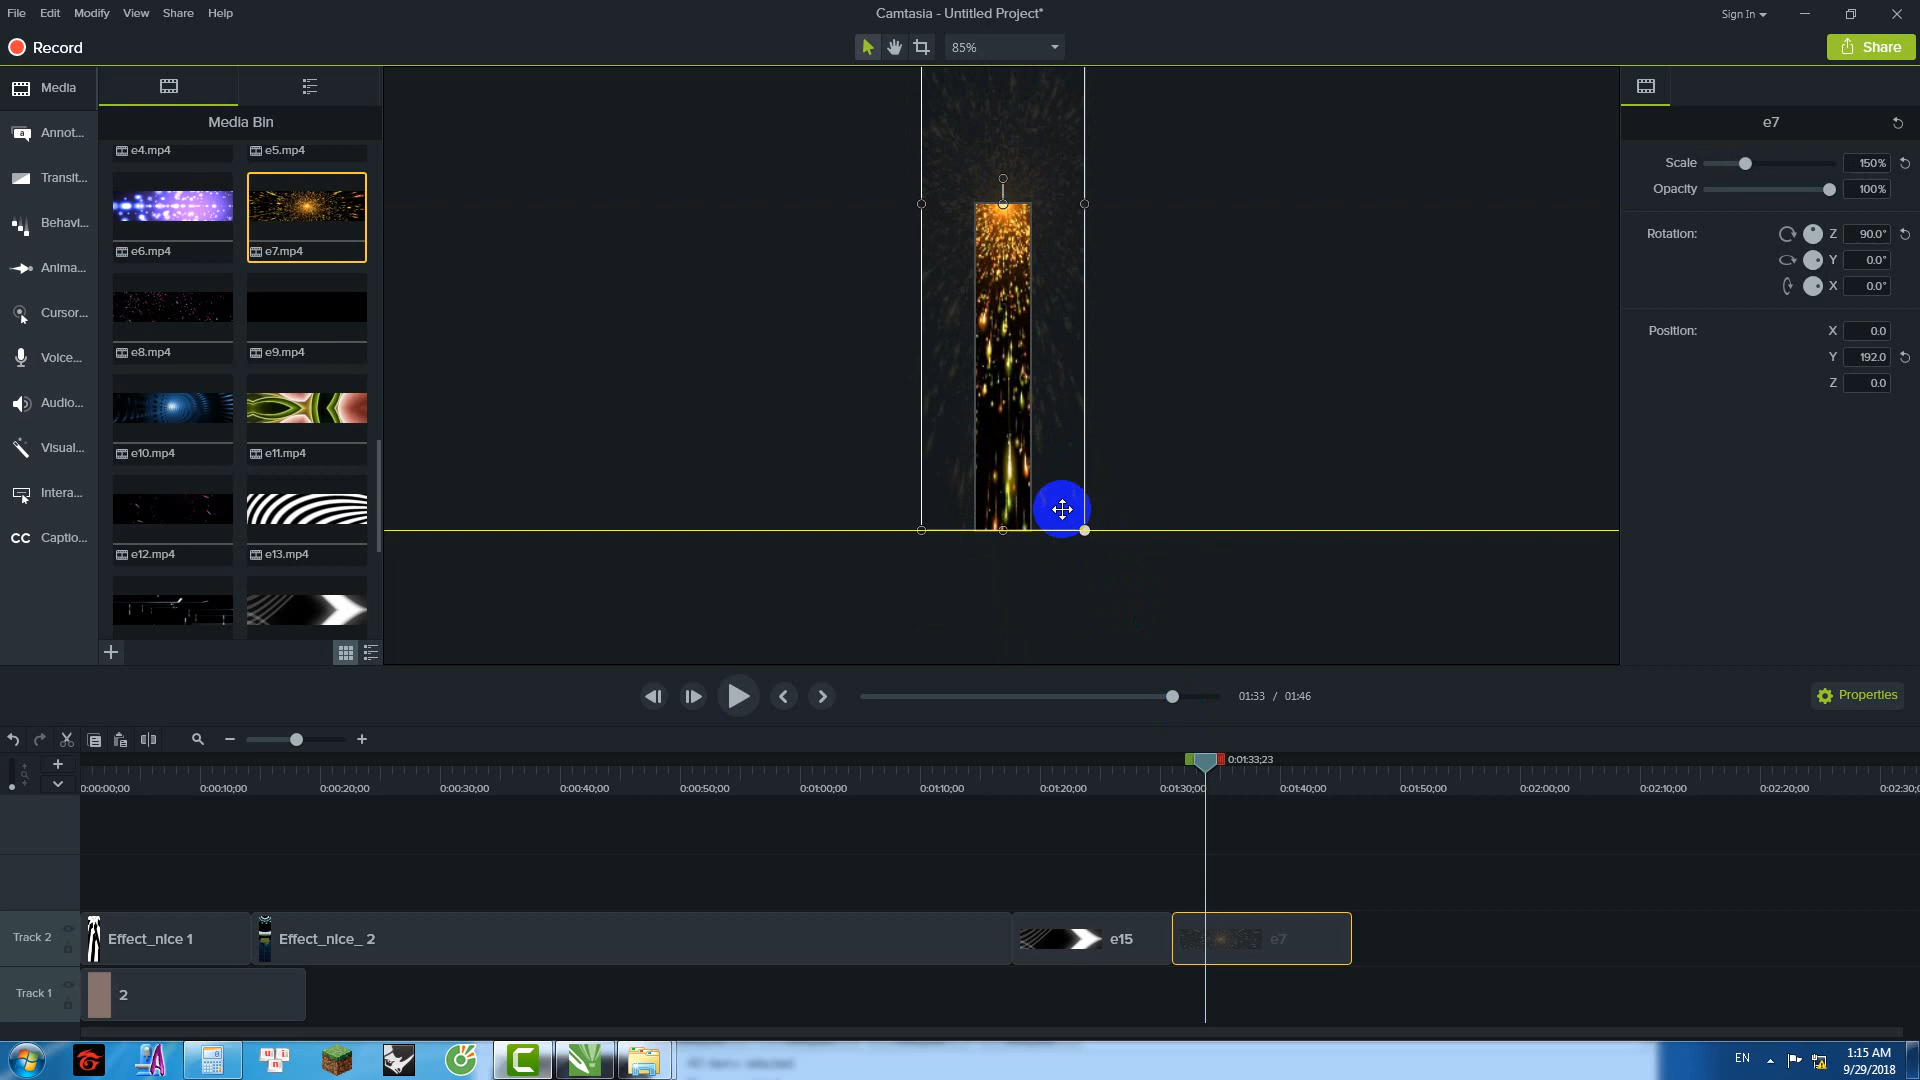 File Edit Modify View Share Help
Camtasia - Untitled Project*
Sign In
Record
85%
Share
Media
Annot...
Transit...
Behavi...
Anima...
Cursor...
Voice...
Audio...
Visual...
Intera...
CC Captio...
Media Bin
e4.mp4 e5.mp4
e6.mp4 e7.mp4
e8.mp4 e9.mp4
e10.mp4 e11.mp4
e12.mp4 e13.mp4
e7
Scale 150%
Opacity 100%
Rotation: Z 90.0°
Y 0.0°
X 0.0°
Position: X 0.0
Y 192.0
Z 0.0
01:33 / 01:46
Properties
0:01:33;23
0:00:00;00 0:00:10;00 0:00:20;00 0:00:30;00 0:00:40;00 0:00:50;00 0:01:00;00 0:01:10;00 0:01:20;00 0:01:30;00 0:01:40;00 0:01:50;00 0:02:00;00 0:02:10;00 0:02:20;00 0:02:30;0
Track 2 Effect_nice 1 Effect_nice_ 2 e15 e7
Track 1 2
EN
1:15 AM
9/29/2018